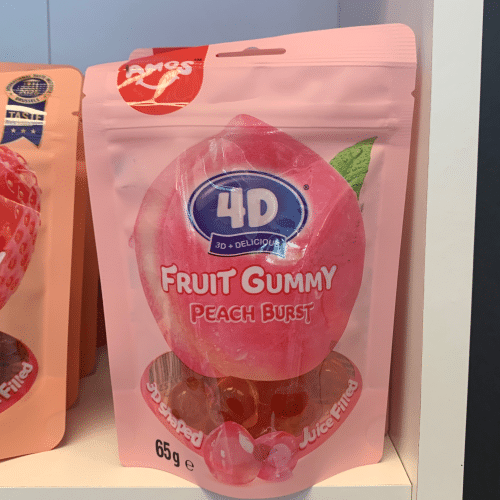 AMOS
4D
®
3D + DELICIOUS
FRUIT GUMMY
PEACH BURST
3D Shaped
Juice Filled
65g e
TASTE
Filled